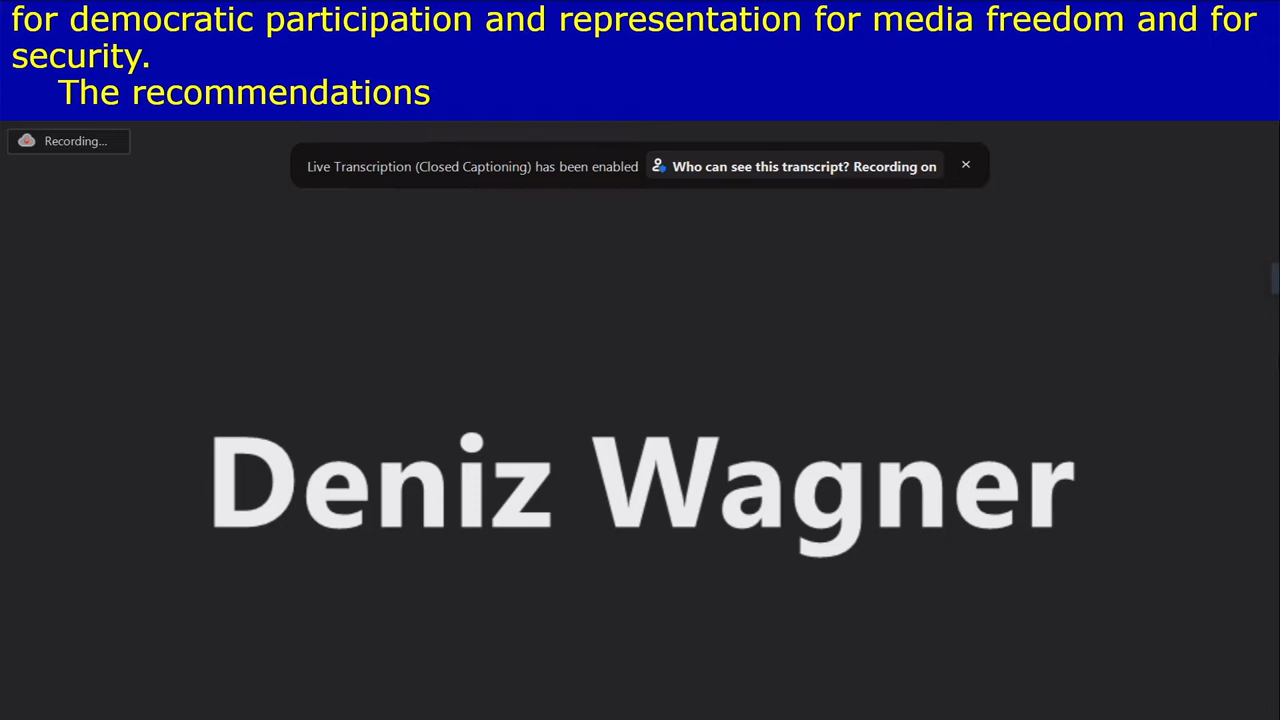 for democratic participation and representation for media freedom and for
security.
The recommendations
Recording...
Live Transcription (Closed Captioning) has been enabled Who can see this transcript? Recording on
Deniz Wagner